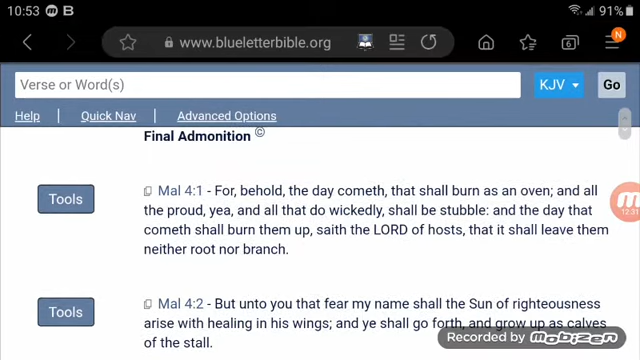 10:53 m B 91%
www.blueletterbible.org 6 N
Verse or Word(s) KJV Go
Help | Quick Nav | Advanced Options
Final Admonition ©
Tools
Mal 4:1 - For, behold, the day cometh, that shall burn as an oven; and all
the proud, yea, and all that do wickedly, shall be stubble: and the day that
cometh shall burn them up, saith the LORD of hosts, that it shall leave them
neither root nor branch.
m
12:31
Tools
Mal 4:2 - But unto you that fear my name shall the Sun of righteousness
arise with healing in his wings; and ye shall go forth, and grow up as calves
of the stall.
Recorded by mobizen